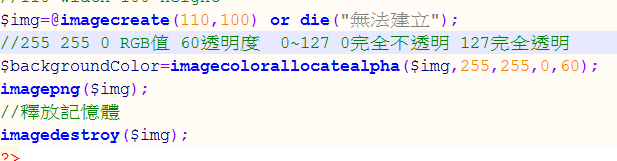 $img=@imagecreate(110,100) or die("無法建立");
//255 255 0 RGB值 60透明度  0~127 0完全不透明 127完全透明
$backgroundColor=imagecolorallocatealpha($img,255,255,0,60);
imagepng($img);
//釋放記憶體
imagedestroy($img);
?>